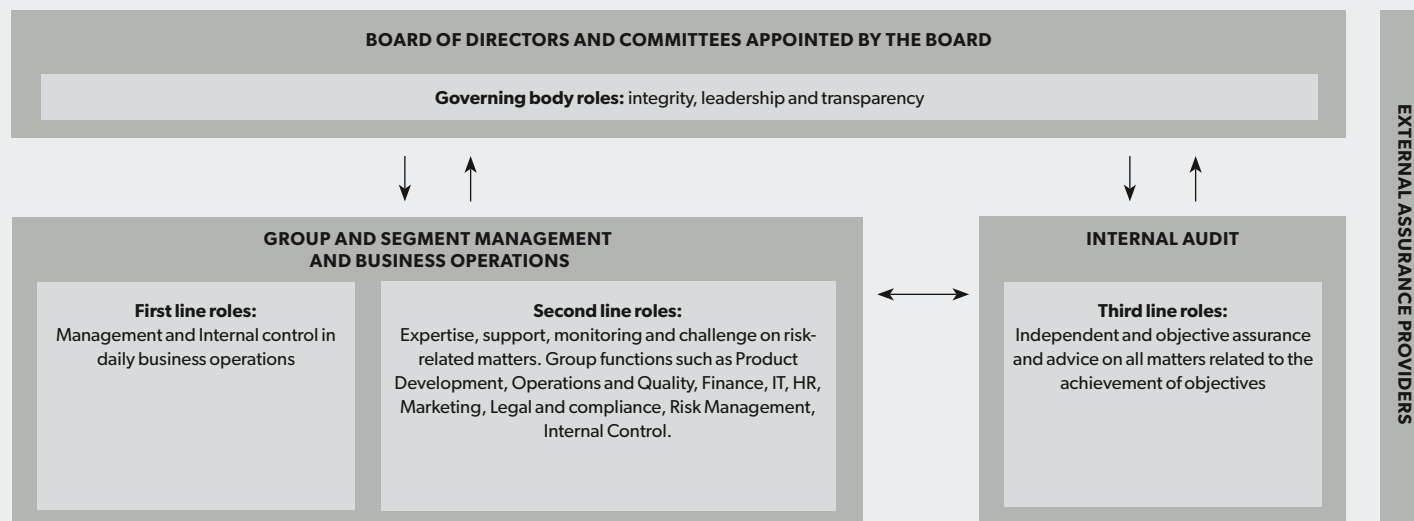 BOARD OF DIRECTORS AND COMMITTEES APPOINTED BY THE BOARD
Governing body roles: integrity, leadership and transparency
GROUP AND SEGMENT MANAGEMENT
AND BUSINESS OPERATIONS
First line roles:
Management and Internal control in
daily business operations
Second line roles:
Expertise, support, monitoring and challenge on risk-
related matters. Group functions such as Product
Development, Operations and Quality, Finance, IT, HR,
Marketing, Legal and compliance, Risk Management,
Internal Control.
INTERNAL AUDIT
Third line roles:
Independent and objective assurance
and advice on all matters related to the
achievement of objectives
EXTERNAL ASSURANCE PROVIDERS